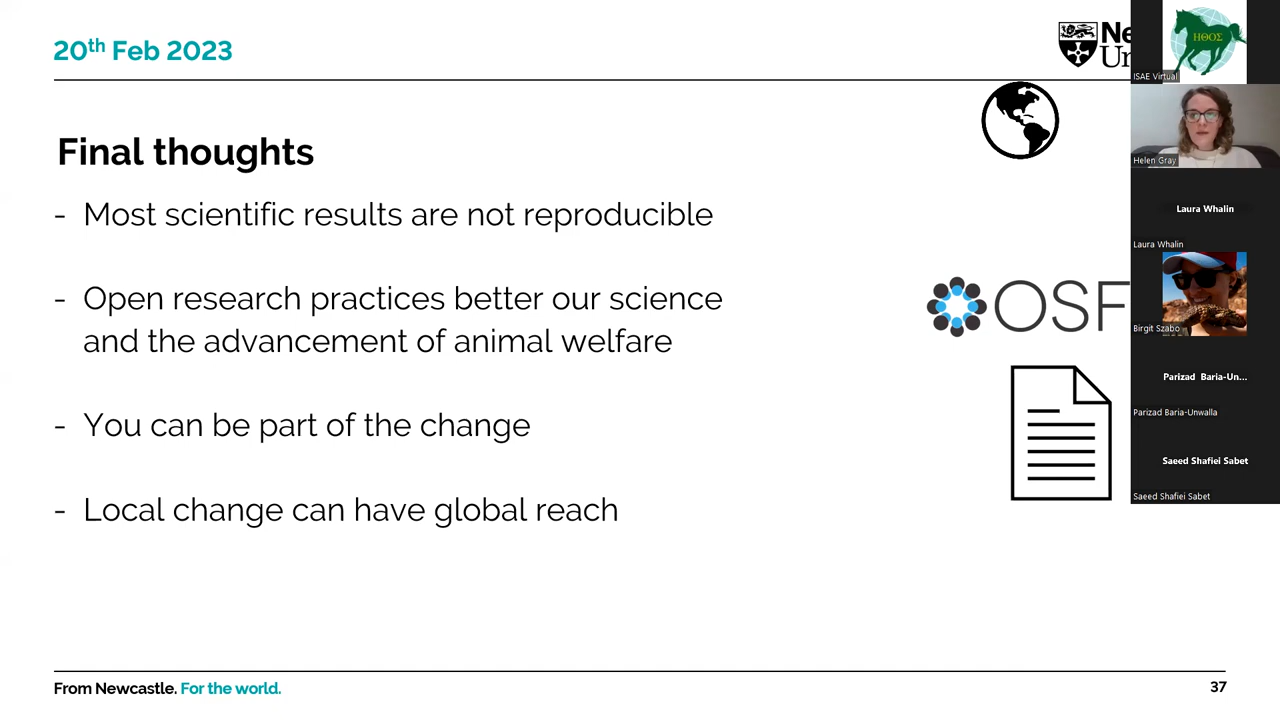 20th Feb 2023
Ne
Un
Final thoughts
- Most scientific results are not reproducible
- Open research practices better our science
and the advancement of animal welfare
- You can be part of the change
- Local change can have global reach
OSF
From Newcastle. For the world.
37
ΗΘΟΣ
ISAE Virtual
Helen Gray
Laura Whalin
Laura Whalin
Birgit Szabo
Parizad Baria-Un...
Parizad Baria-Unwalla
Saeed Shafiei Sabet
Saeed Shafiei Sabet